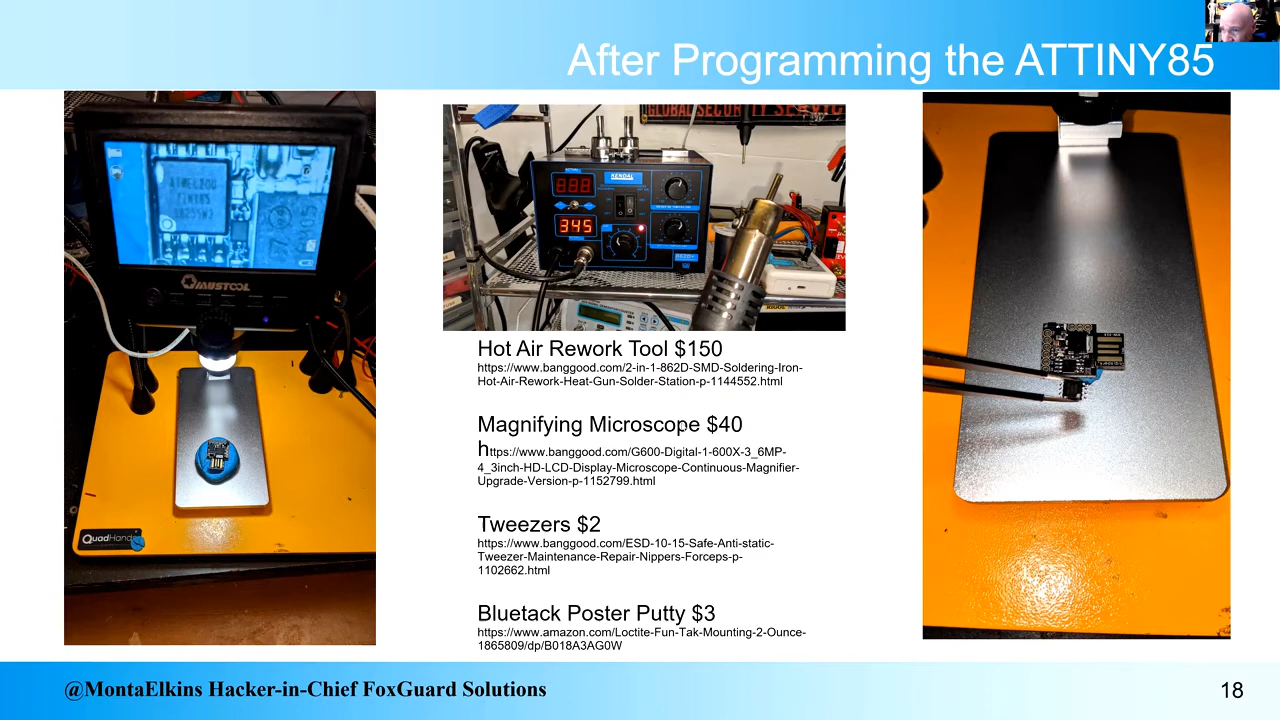 After Programming the ATTINY85
GLOBAL SECURITY SERVIC
KENDAL
345
MUSTOOL
QuadHands
Hot Air Rework Tool $150
https://www.banggood.com/2-in-1-862D-SMD-Soldering-Iron-
Hot-Air-Rework-Heat-Gun-Solder-Station-p-1144552.html
Magnifying Microscope $40
https://www.banggood.com/G600-Digital-1-600X-3_6MP-
4_3inch-HD-LCD-Display-Microscope-Continuous-Magnifier-
Upgrade-Version-p-1152799.html
Tweezers $2
https://www.banggood.com/ESD-10-15-Safe-Anti-static-
Tweezer-Maintenance-Repair-Nippers-Forceps-p-
1102662.html
Bluetack Poster Putty $3
https://www.amazon.com/Loctite-Fun-Tak-Mounting-2-Ounce-
1865809/dp/B018A3AG0W
@MontaElkins Hacker-in-Chief FoxGuard Solutions
18